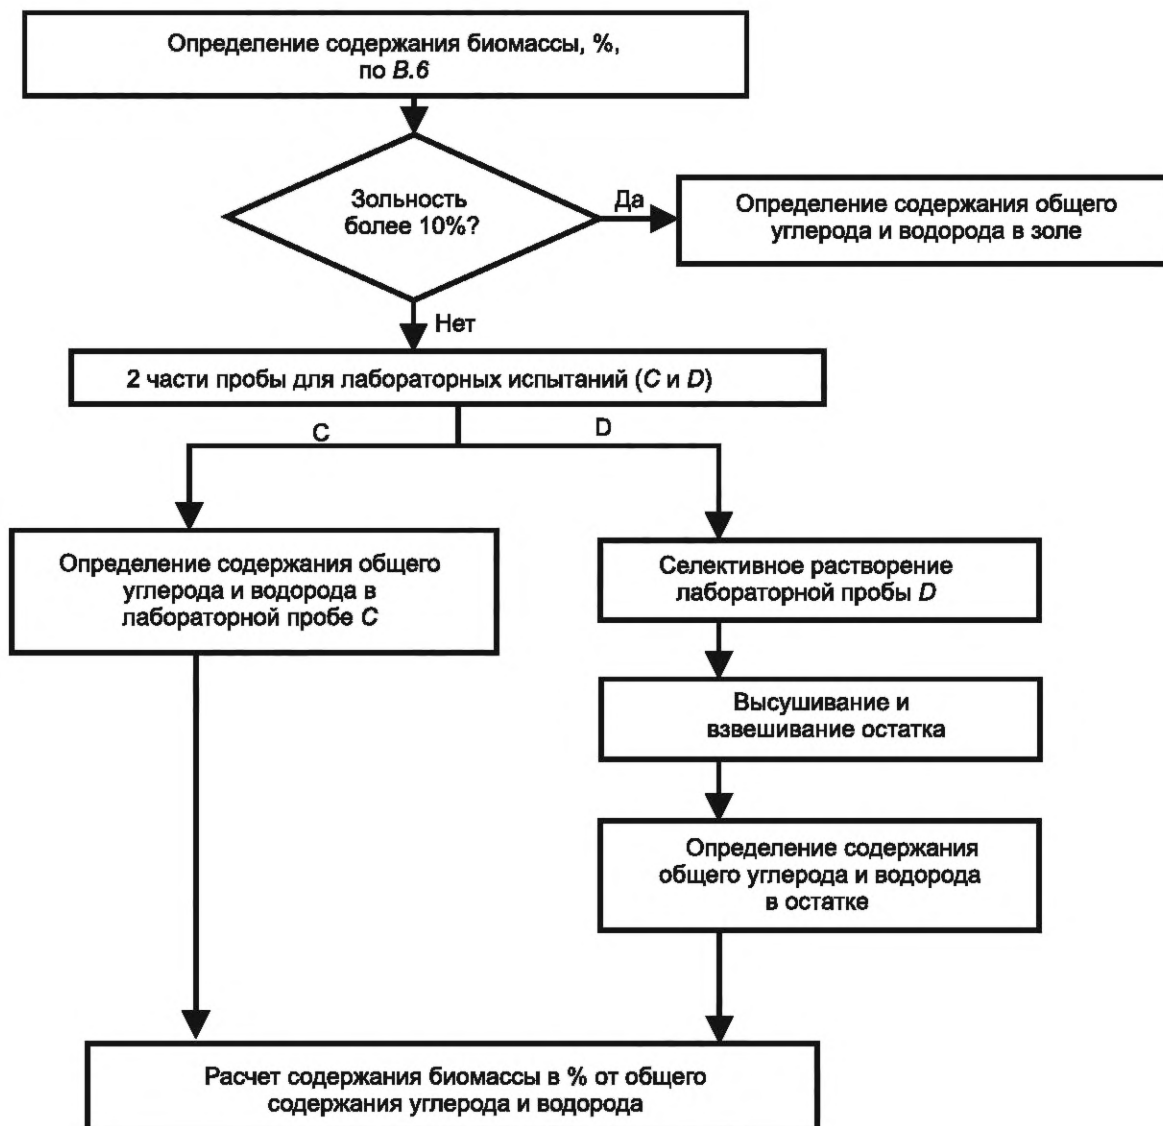 Определение содержания биомассы, %,
по В.6
Зольность
более 10%?
Да
Определение содержания общего
углерода и водорода в золе
Нет
2 части пробы для лабораторных испытаний (C и D)
C
D
Определение содержания общего
углерода и водорода в
лабораторной пробе C
Селективное растворение
лабораторной пробы D
Высушивание и
взвешивание остатка
Определение содержания
общего углерода и водорода
в остатке
Расчет содержания биомассы в % от общего
содержания углерода и водорода